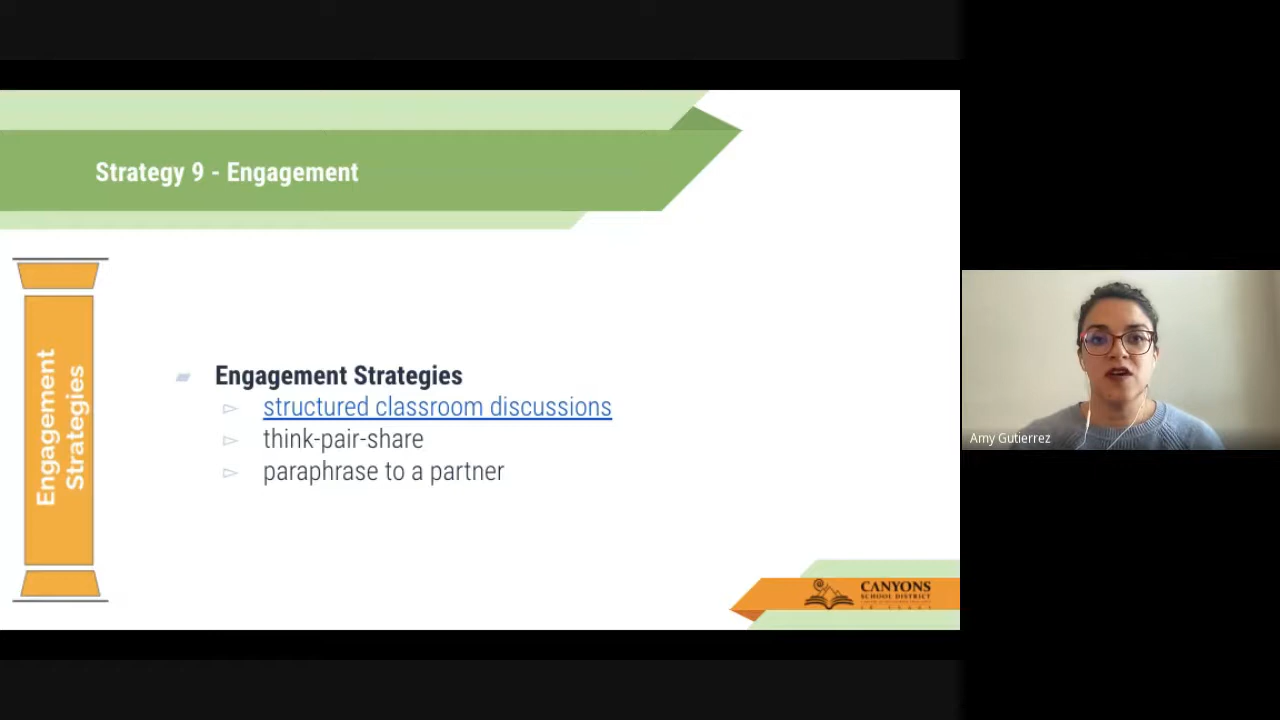 Strategy 9 - Engagement
Engagement
Strategies
Engagement Strategies
structured classroom discussions
think-pair-share
paraphrase to a partner
Amy Gutierrez
CANYONS
SCHOOL DISTRICT